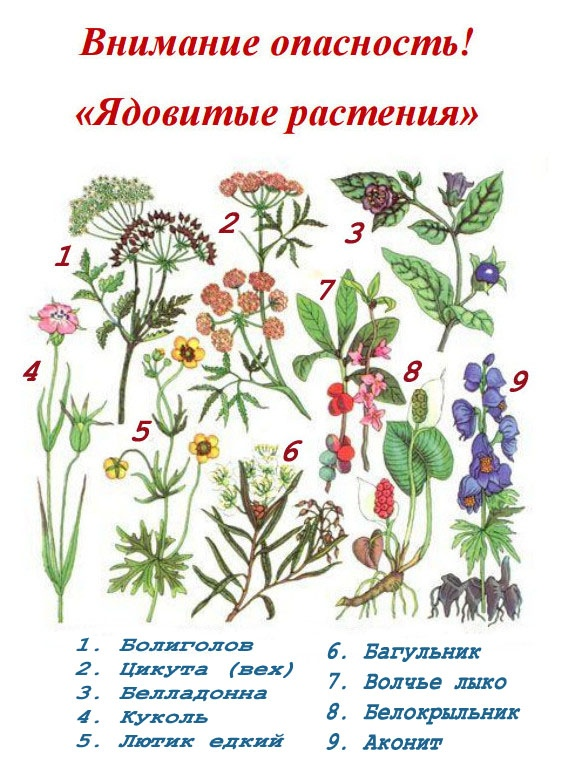 Внимание опасность!
«Ядовитые растения»
1
2
3
4
5
6
7
8
9
1. Болиголов
2. Цикута (вех)
3. Белладонна
4. Куколь
5. Лютик едкий
6. Багульник
7. Волчье лыко
8. Белокрыльник
9. Аконит